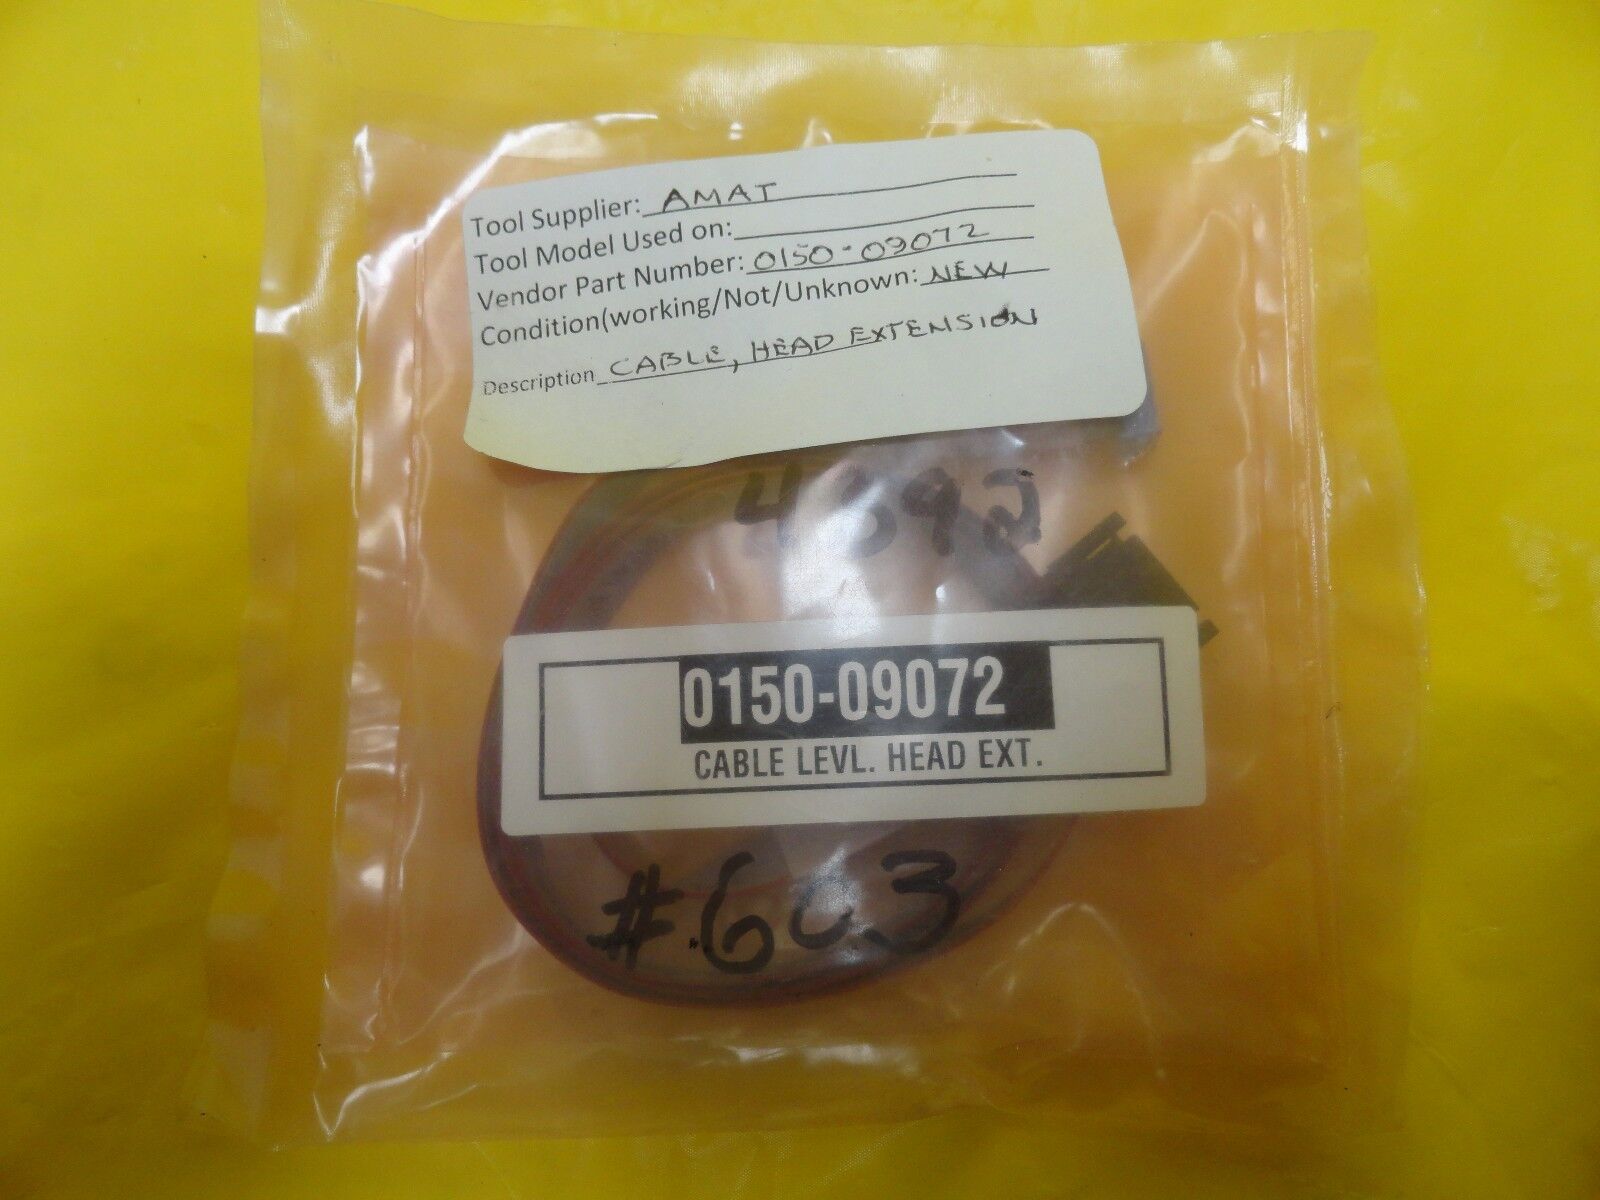 Tool Supplier: AMAT
Tool Model Used on:
Vendor Part Number: 0150-09072
Condition(working/Not/Unknown: NEW
Description CABLE, HEAD EXTENSION
4892
0150-09072
CABLE LEVL. HEAD EXT.
#603